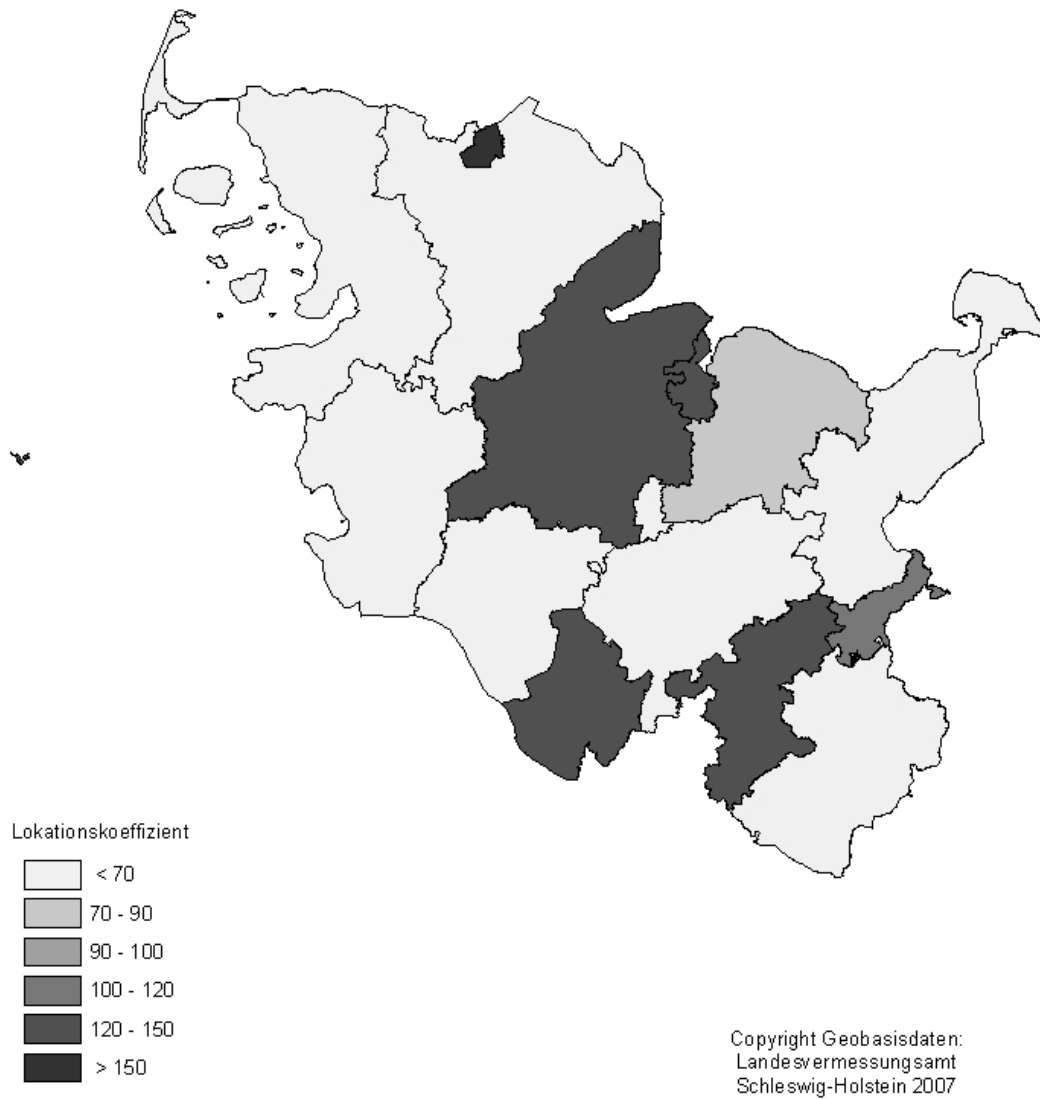 Lokationskoeffizient
< 70
70 - 90
90 - 100
100 - 120
120 - 150
> 150
Copyright Geobasisdaten:
Landesvermessungsamt
Schleswig-Holstein 2007